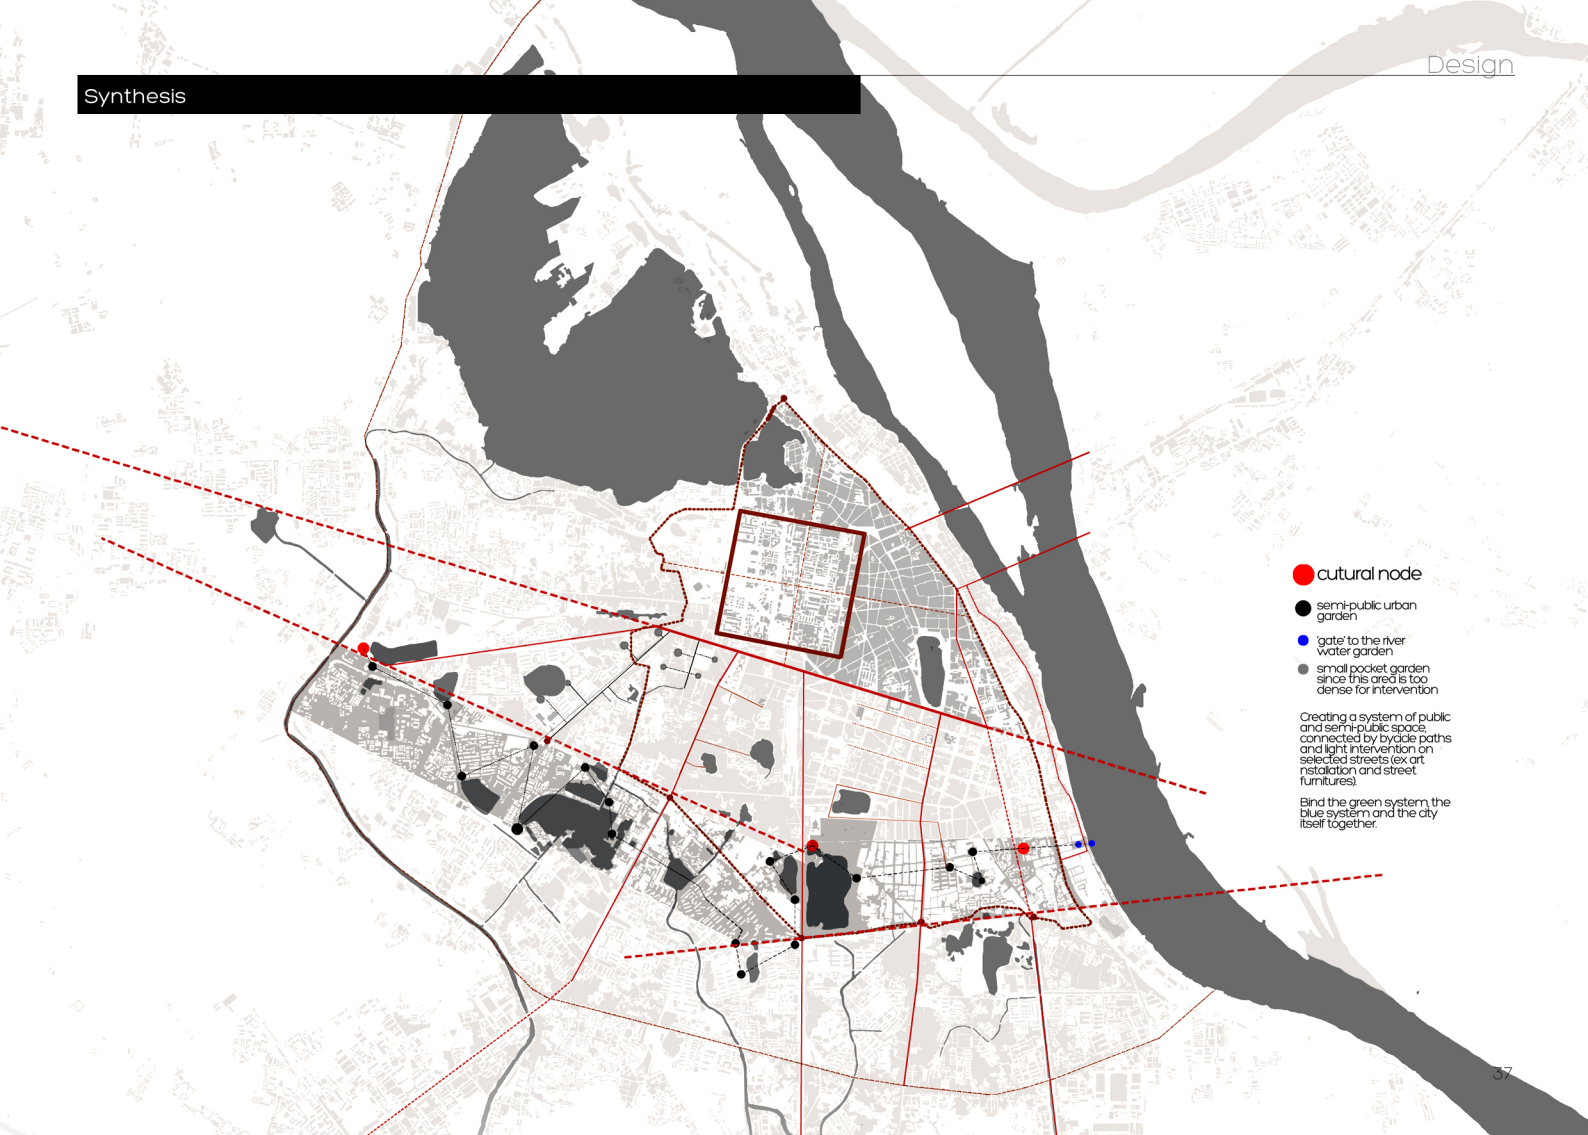 Design
Synthesis
cutural node
semi-public urban
garden
'gate' to the river
water garden
small pocket garden
since this area is too
dense for intervention
Creating a system of public
and semi-public space,
connected by bycicle paths
and light intervention on
selected streets (ex art
nstallation and street
furnitures).
Bind the green system, the
blue system and the city
itself together.
37